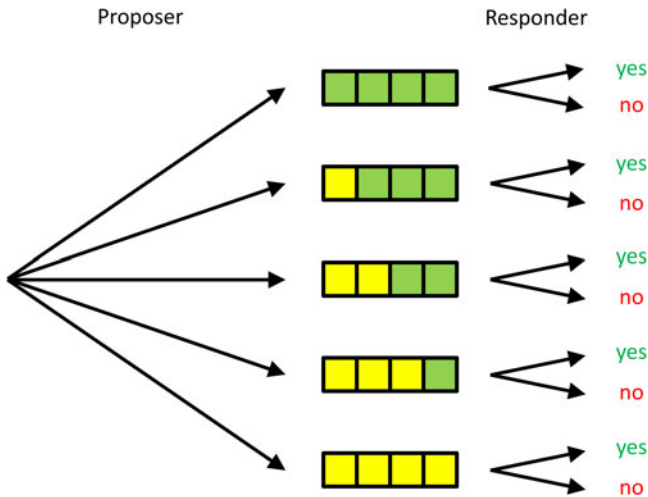 Proposer
Responder
yes
no
yes
no
yes
no
yes
no
yes
no